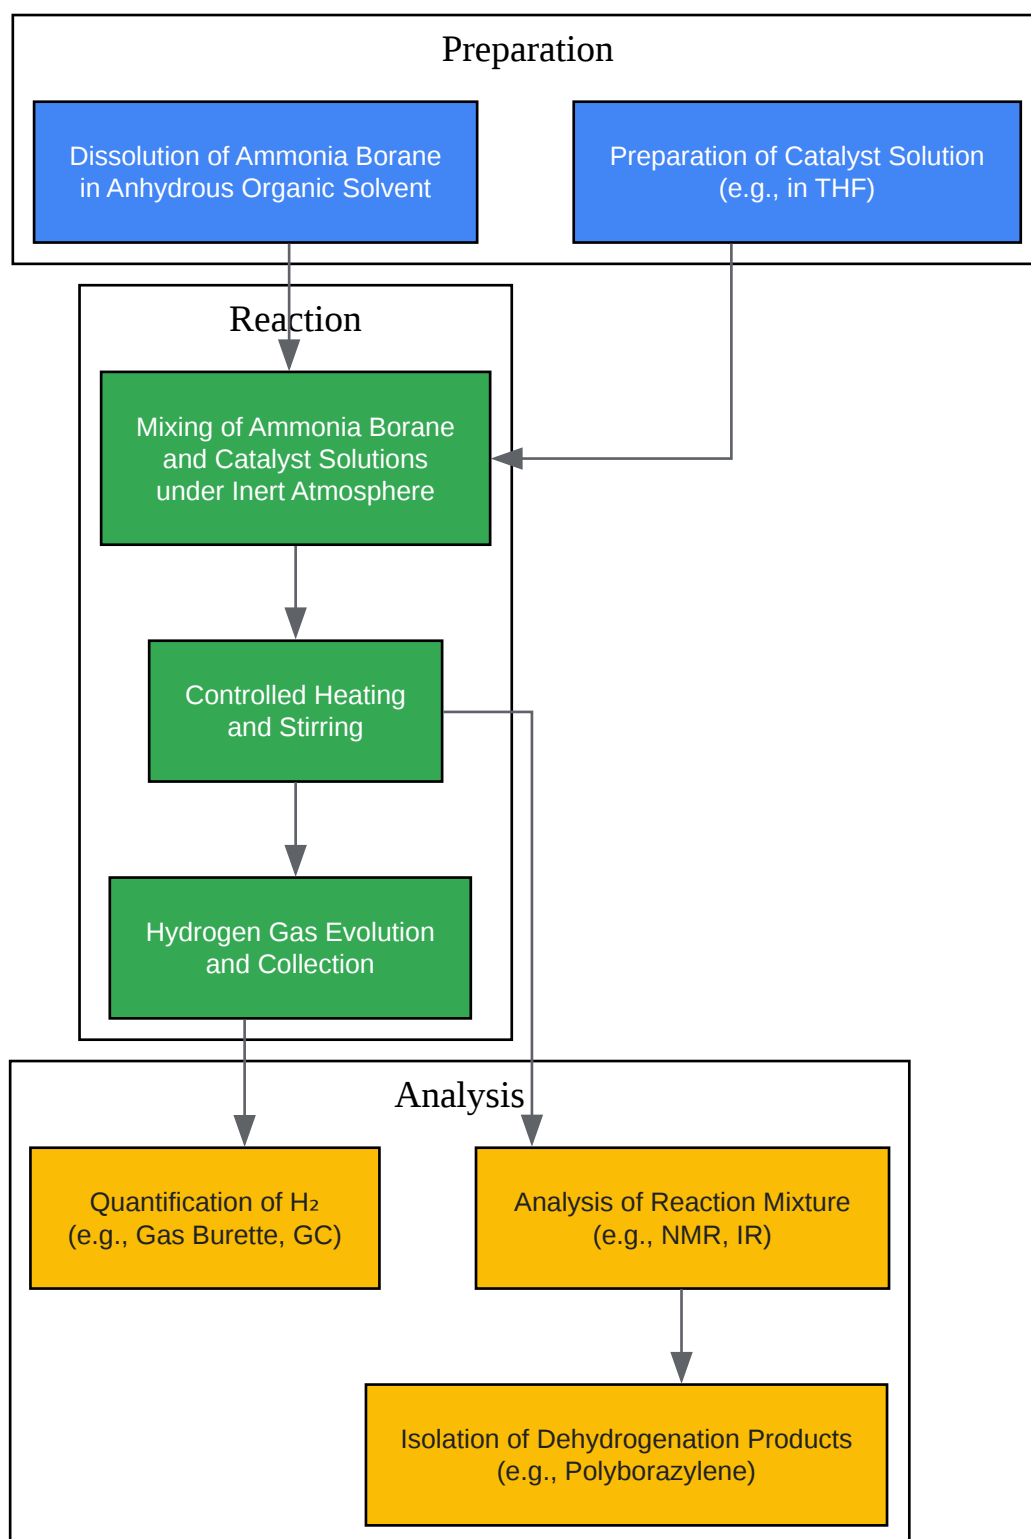 Preparation
Dissolution of Ammonia Borane
in Anhydrous Organic Solvent
Preparation of Catalyst Solution
(e.g., in THF)
Reaction
Mixing of Ammonia Borane
and Catalyst Solutions
under Inert Atmosphere
Controlled Heating
and Stirring
Hydrogen Gas Evolution
and Collection
Analysis
Quantification of H₂
(e.g., Gas Burette, GC)
Analysis of Reaction Mixture
(e.g., NMR, IR)
Isolation of Dehydrogenation Products
(e.g., Polyborazylene)